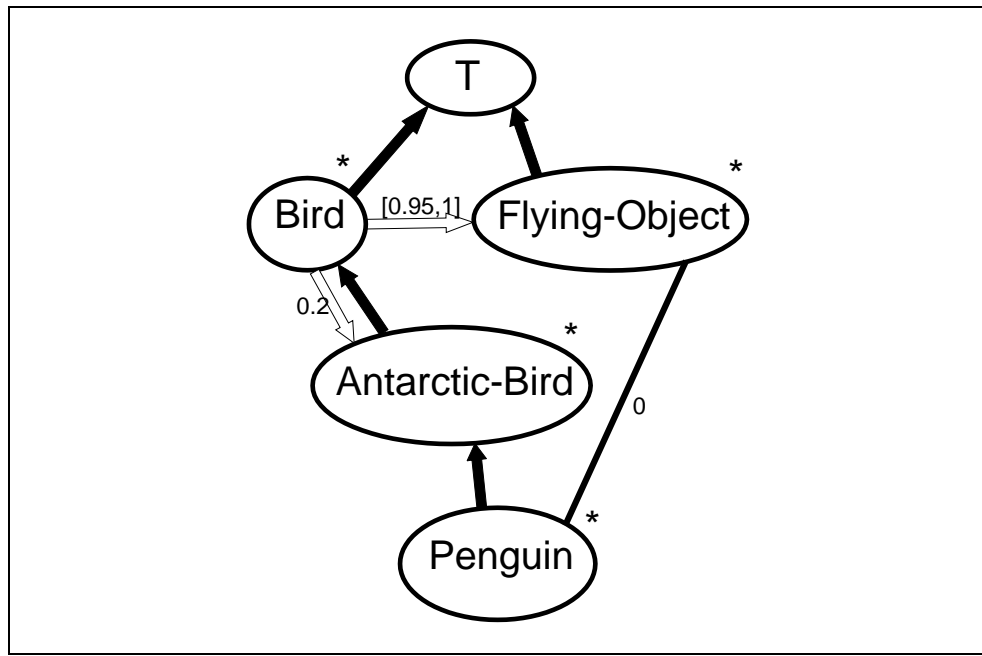 T
*
*
Bird
[0.95,1]
Flying-Object
0.2
*
Antarctic-Bird
0
*
Penguin